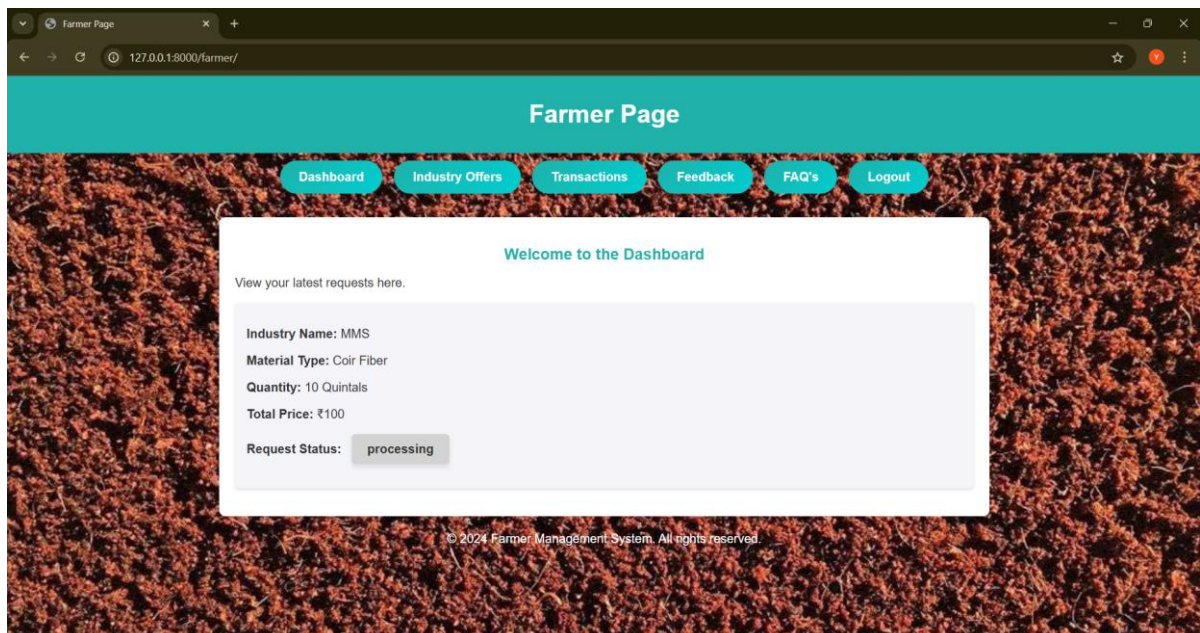 Farmer Page
127.0.0.1:8000/farmer/
Y
Farmer Page
Dashboard Industry Offers Transactions Feedback FAQ's Logout
Welcome to the Dashboard
View your latest requests here.
Industry Name: MMS
Material Type: Coir Fiber
Quantity: 10 Quintals
Total Price: ₹100
Request Status: processing
© 2024 Farmer Management System. All rights reserved.